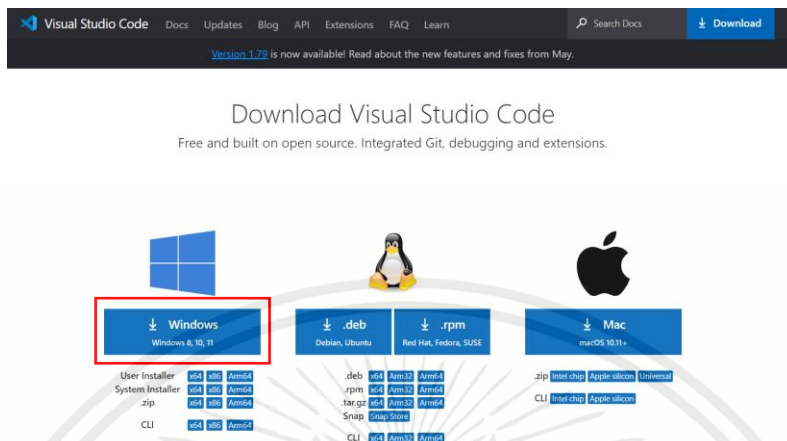 Visual Studio Code Docs Updates Blog API Extensions FAQ Learn Search Docs Download
Version 1.79 is now available! Read about the new features and fixes from May.
Download Visual Studio Code
Free and built on open source. Integrated Git, debugging and extensions.
Windows
Windows 8, 10, 11
User Installer x64 x86 Arm64
System Installer x64 x86 Arm64
.zip x64 x86 Arm64
CLI x64 x86 Arm64
.deb
Debian, Ubuntu
.rpm
Red Hat, Fedora, SUSE
.deb x64 Arm32 Arm64
.rpm x64 Arm32 Arm64
.tar.gz x64 Arm32 Arm64
Snap Snap Store
CLI x64 Arm32 Arm64
Mac
macOS 10.11+
.zip Intel chip Apple silicon Universal
CLI Intel chip Apple silicon